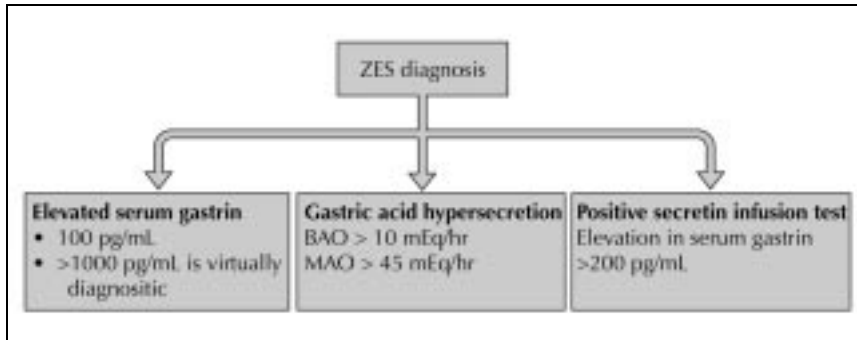 ZES diagnosis
Elevated serum gastrin
• 100 pg/mL
• >1000 pg/mL is virtually
diagnositic
Gastric acid hypersecretion
BAO > 10 mEq/hr
MAO > 45 mEq/hr
Positive secretin infusion test
Elevation in serum gastrin
>200 pg/mL